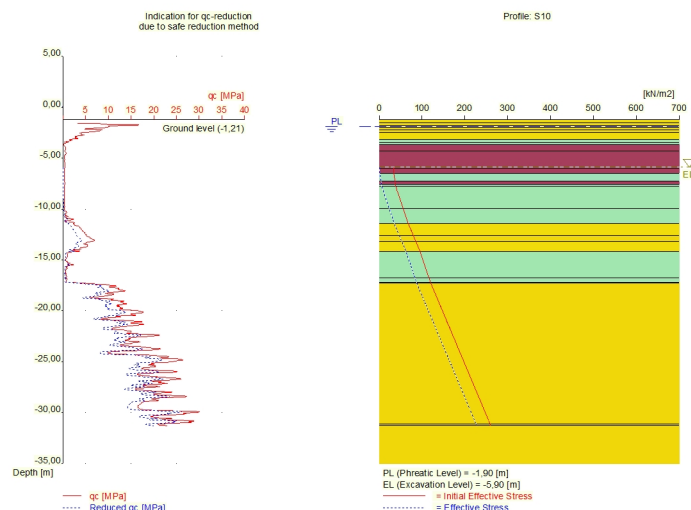 Indication for qc-reduction
due to safe reduction method
5,00
qc [MPa]
0,00
5 10 15 20 25 30 35 40
Ground level (-1,21)
-5,00
-10,00
-15,00
-20,00
-25,00
-30,00
-35,00
Depth [m]
qc [MPa]
Reduced qc [MPa]
Profile: S10
[kN/m2]
0 100 200 300 400 500 600 700
PL
EL
PL (Phreatic Level) = -1,90 [m]
EL (Excavation Level) = -5,90 [m]
= Initial Effective Stress
= Effective Stress